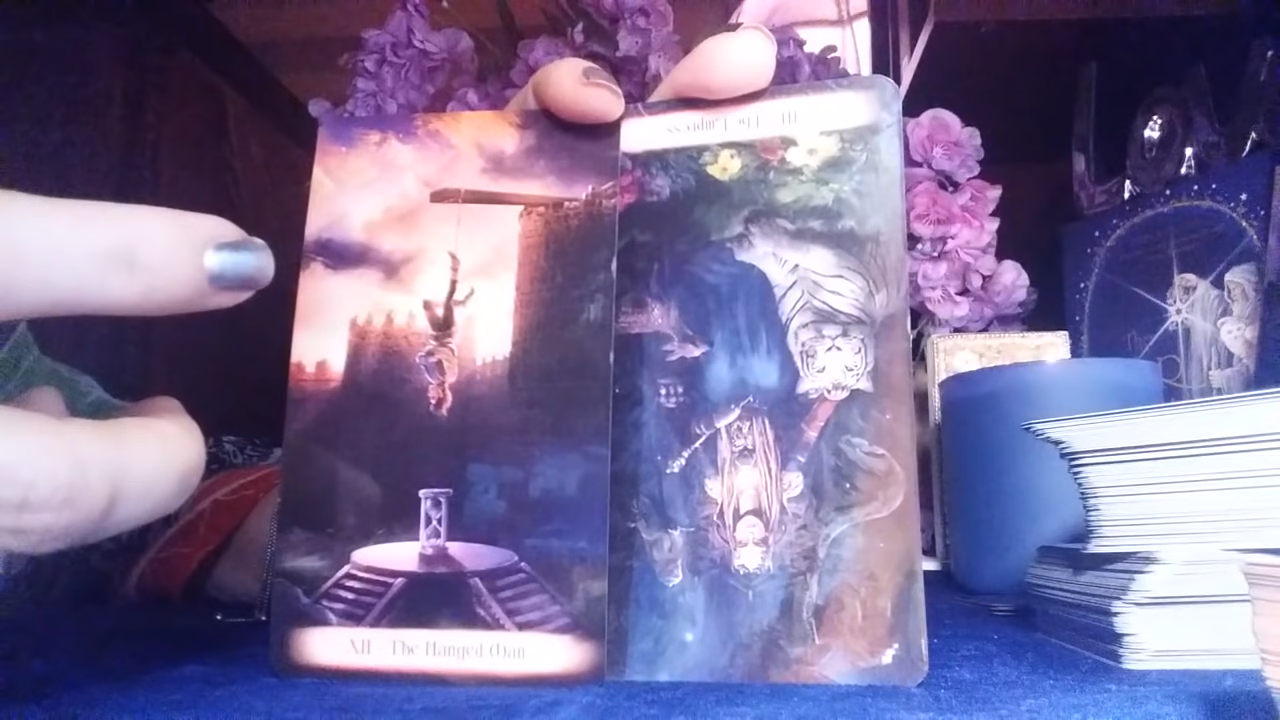 XII - The Hanged Man
III - The Empress